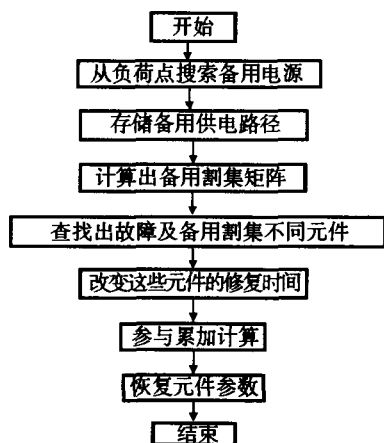 开始
从负荷点搜索备用电源
存储备用供电路径
计算出备用割集矩阵
查找出故障及备用割集不同元件
改变这些元件的修复时间
参与累加计算
恢复元件参数
结束